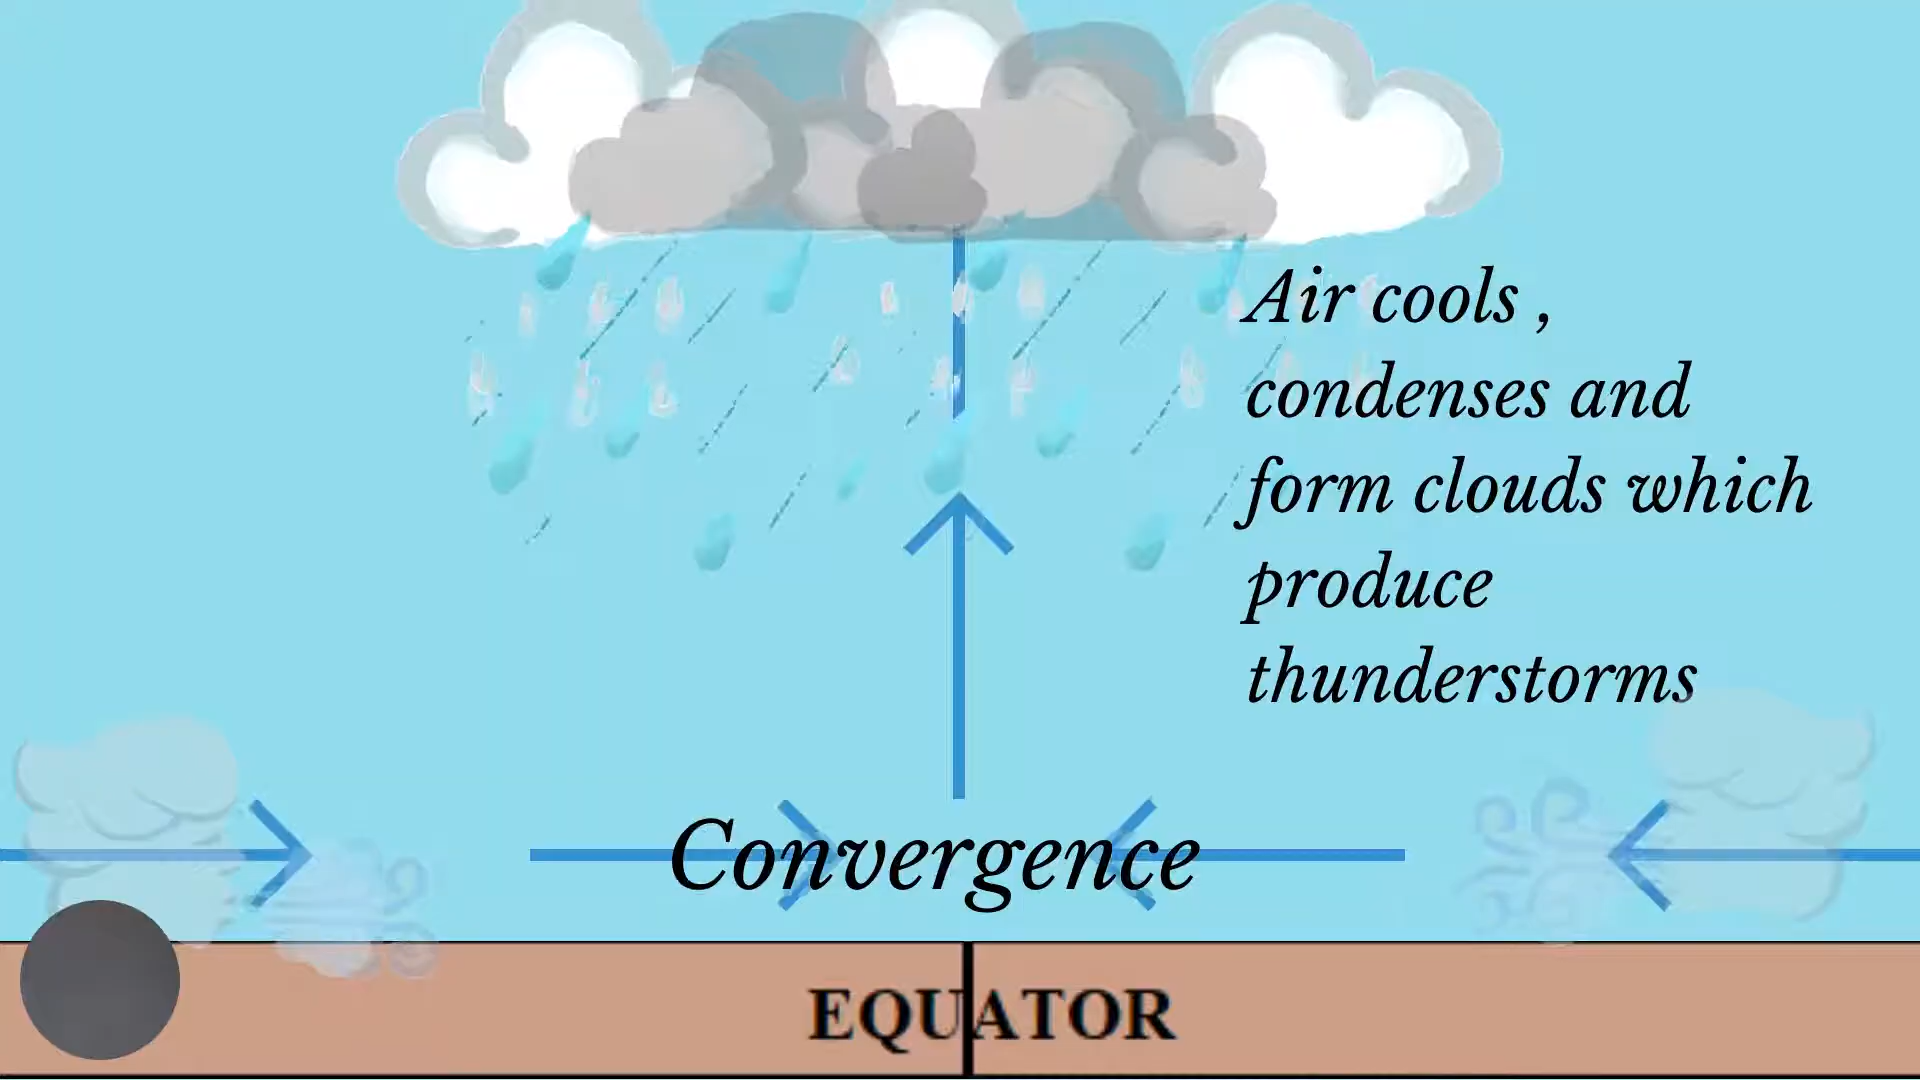 Air cools ,
condenses and
form clouds which
produce
thunderstorms
Convergence
EQUATOR